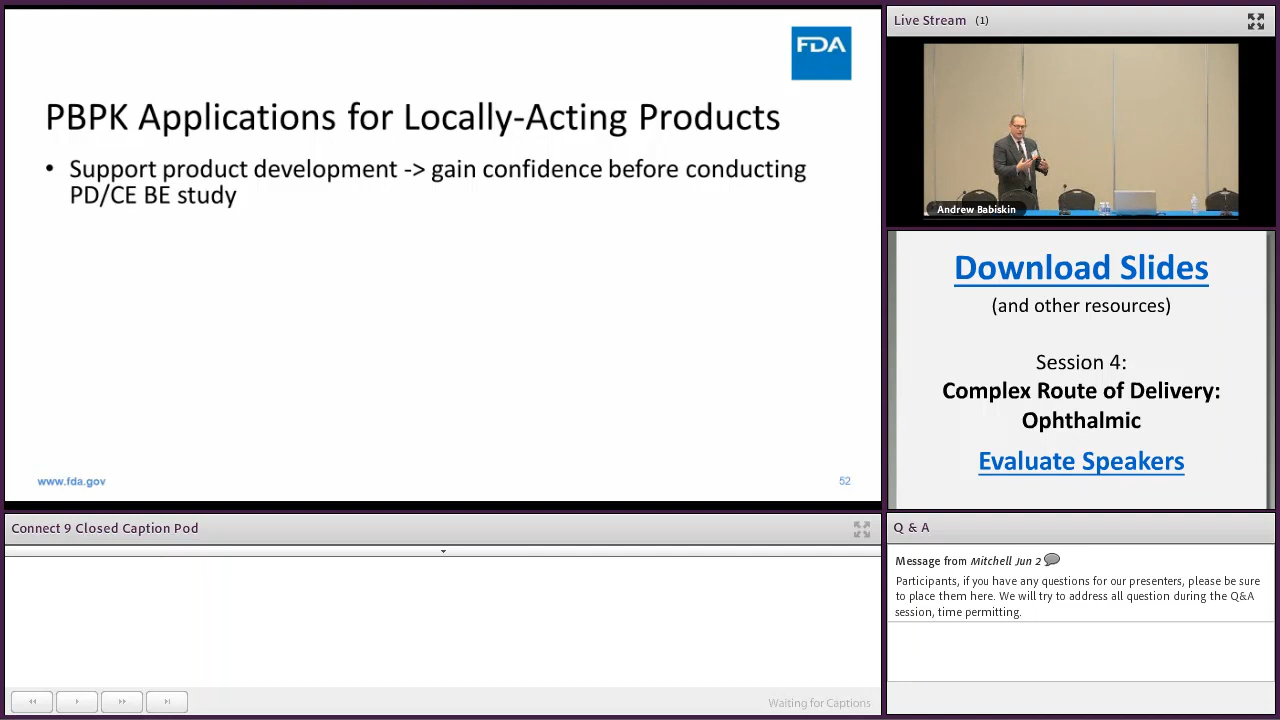 FDA
PBPK Applications for Locally-Acting Products
• Support product development -> gain confidence before conducting
PD/CE BE study
www.fda.gov
52
Live Stream (1)
Andrew Babiskin
Download Slides
(and other resources)
Session 4:
Complex Route of Delivery:
Ophthalmic
Evaluate Speakers
Connect 9 Closed Caption Pod
Waiting for Captions
Q & A
Message from Mitchell Jun 2
Participants, if you have any questions for our presenters, please be sure
to place them here. We will try to address all question during the Q&A
session, time permitting.